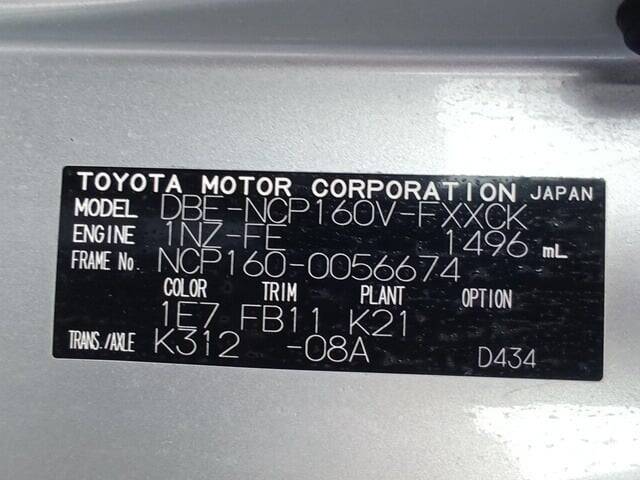 TOYOTA MOTOR CORPORATION JAPAN
MODEL DBE-NCP160V-FXXCK
ENGINE 1NZ-FE 1496 mL
FRAME No NCP160-0056674
COLOR TRIM PLANT OPTION
1E7 FB11 K21
TRANS./AXLE K312 -08A D434